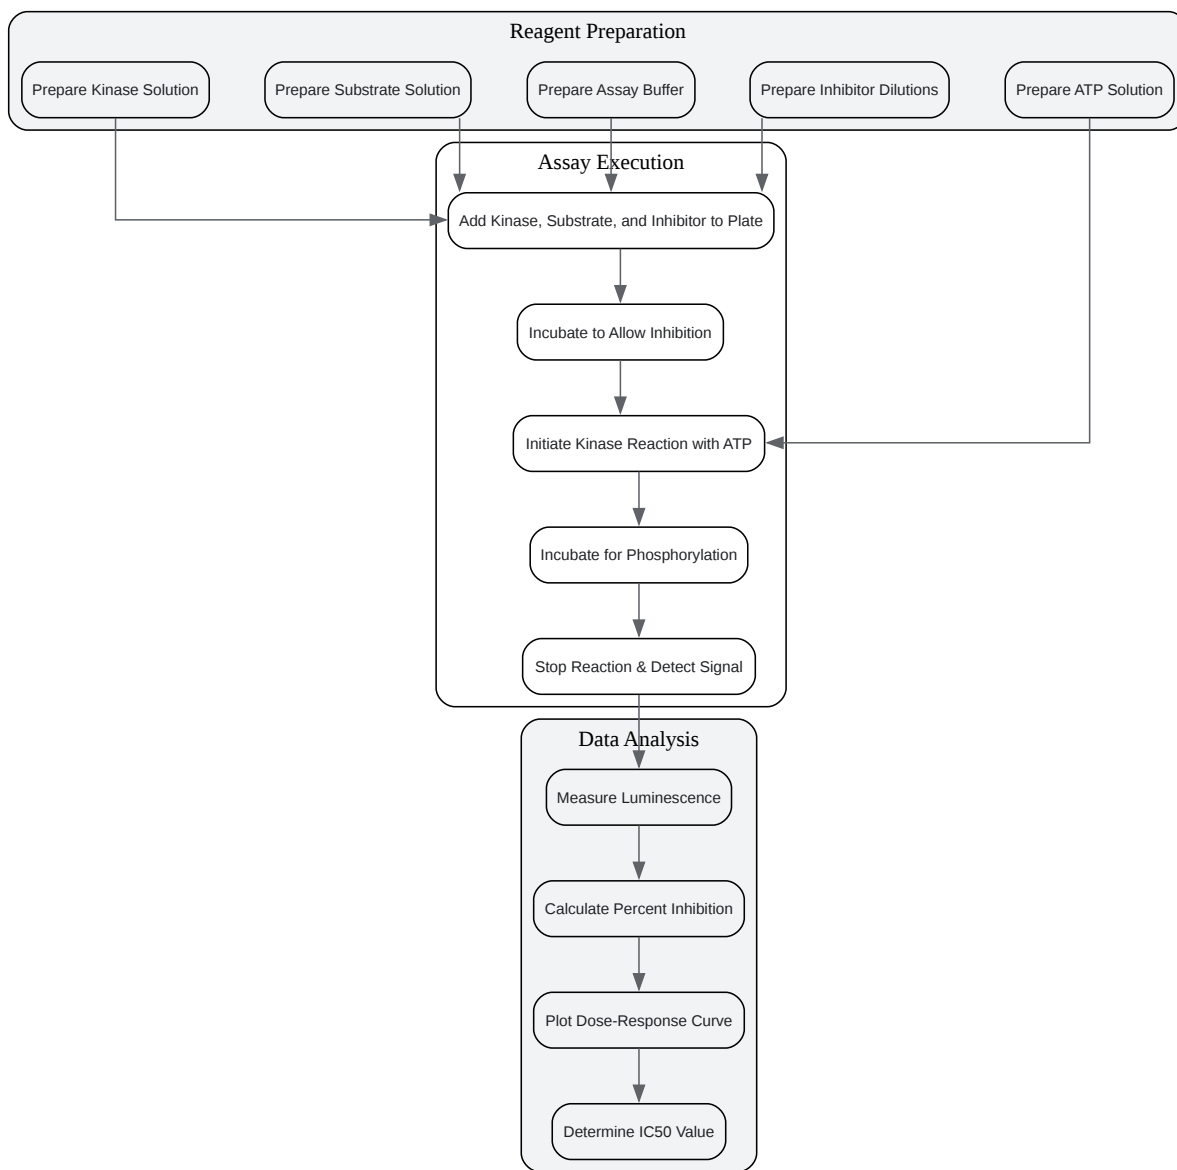 Reagent Preparation
Prepare Kinase Solution
Prepare Substrate Solution
Prepare Assay Buffer
Prepare Inhibitor Dilutions
Prepare ATP Solution
Assay Execution
Add Kinase, Substrate, and Inhibitor to Plate
Incubate to Allow Inhibition
Initiate Kinase Reaction with ATP
Incubate for Phosphorylation
Stop Reaction & Detect Signal
Data Analysis
Measure Luminescence
Calculate Percent Inhibition
Plot Dose-Response Curve
Determine IC50 Value